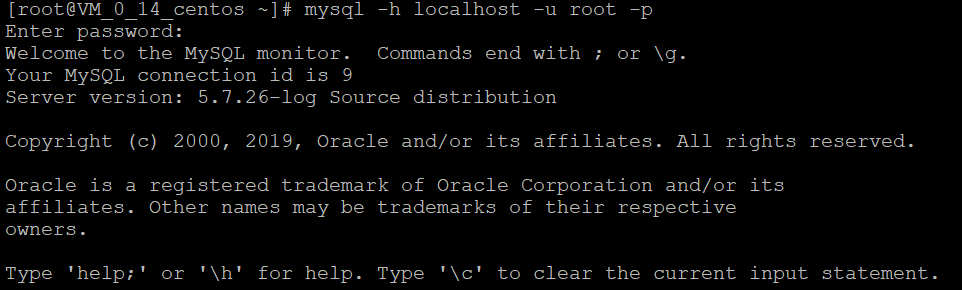 [root@VM_0_14_centos ~]# mysql -h localhost -u root -p
Enter password:
Welcome to the MySQL monitor.  Commands end with ; or \g.
Your MySQL connection id is 9
Server version: 5.7.26-log Source distribution
Copyright (c) 2000, 2019, Oracle and/or its affiliates. All rights reserved.
Oracle is a registered trademark of Oracle Corporation and/or its
affiliates. Other names may be trademarks of their respective
owners.
Type 'help;' or '\h' for help. Type '\c' to clear the current input statement.